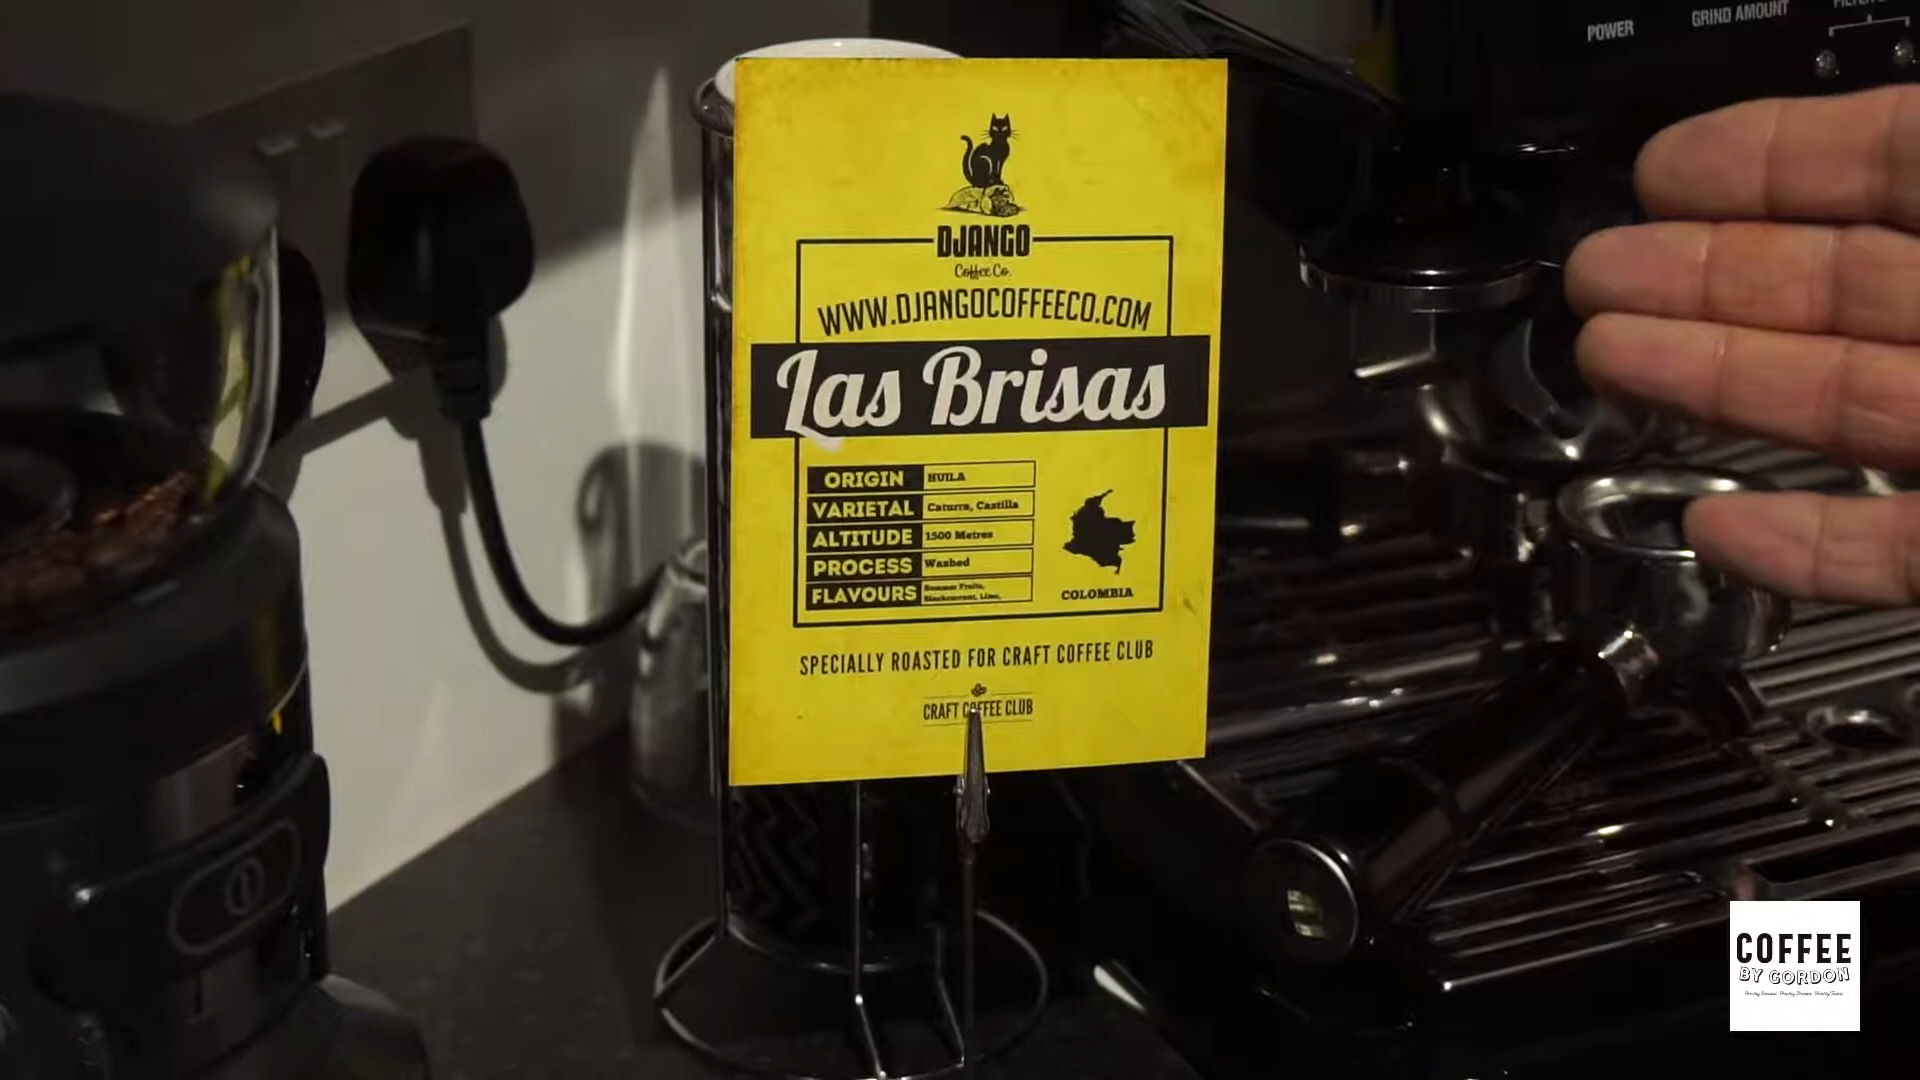 POWER
GRIND AMOUNT
DJANGO
Coffee Co.
WWW.DJANGOCOFFEECO.COM
Las Brisas
ORIGIN HUILA
VARIETAL Caturra, Castilla
ALTITUDE 1500 Metres
PROCESS Washed
FLAVOURS Summer Fruits,
Blackcurrant, Lime,
COLOMBIA
SPECIALLY ROASTED FOR CRAFT COFFEE CLUB
CRAFT COFFEE CLUB
COFFEE
BY GORDON